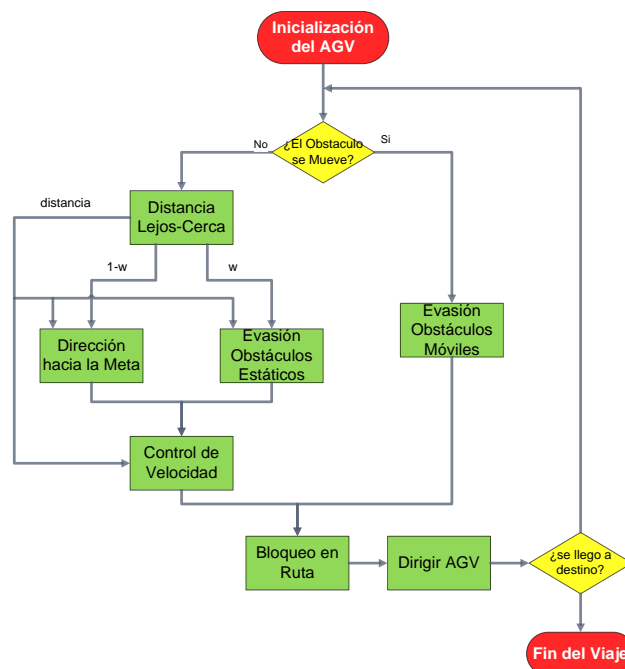 Inicialización
del AGV
¿El Obstaculo
se Mueve?
No
Si
distancia
Distancia
Lejos-Cerca
1-w
w
Dirección
hacia la Meta
Evasión
Obstáculos
Estáticos
Evasión
Obstáculos
Móviles
Control de
Velocidad
Bloqueo en
Ruta
Dirigir AGV
¿se llego a
destino?
Fin del Viaje